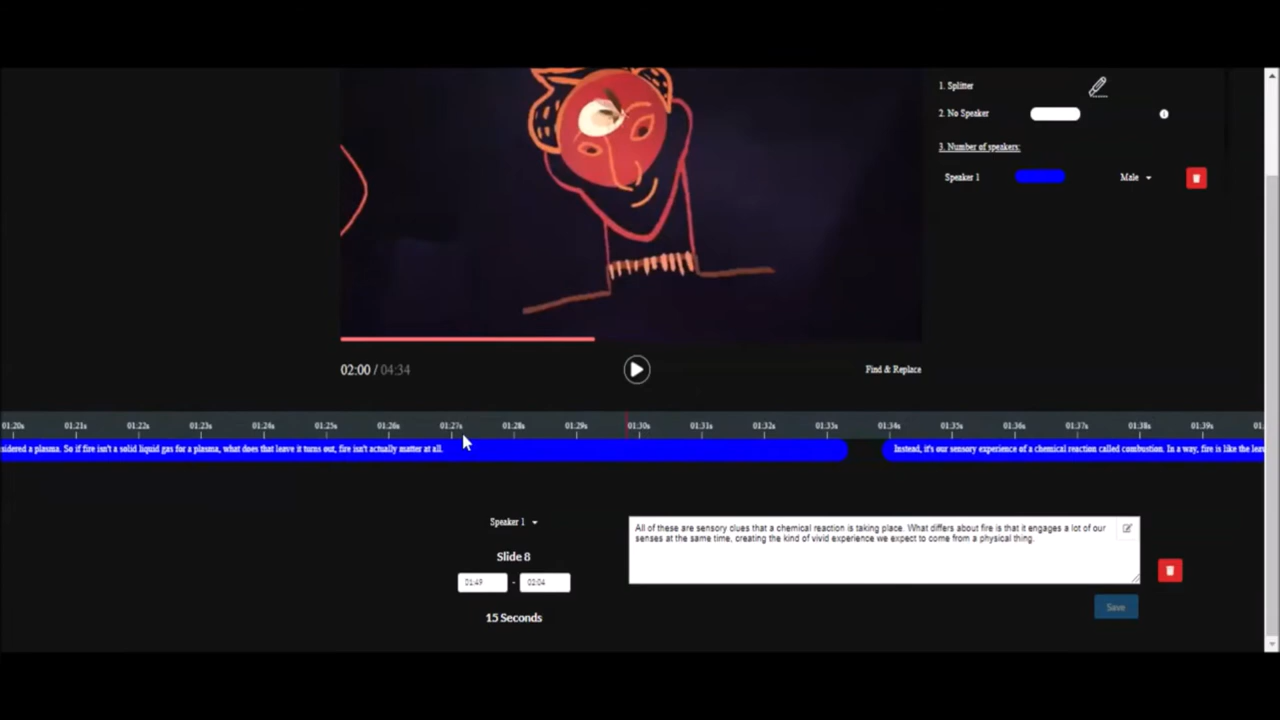 1. Splitter
2. No Speaker
3. Number of speakers:
Speaker 1
Male
02:00 / 04:34
Find & Replace
01:20s 01:21s 01:22s 01:23s 01:24s 01:25s 01:26s 01:27s 01:28s 01:29s 01:30s 01:31s 01:32s 01:33s 01:34s 01:35s 01:36s 01:37s 01:38s 01:39s
a plasma. So if fire isn't a solid liquid gas for a plasma, what does that leave it turns out, fire isn't actually matter at all.
Instead, it's our sensory experience of a chemical reaction called combustion. In a way, fire is like the
Speaker 1
All of these are sensory clues that a chemical reaction is taking place. What differs about fire is that it engages a lot of our
senses at the same time, creating the kind of vivid experience we expect to come from a physical thing.
Slide 8
01:49 - 02:04
15 Seconds
Save